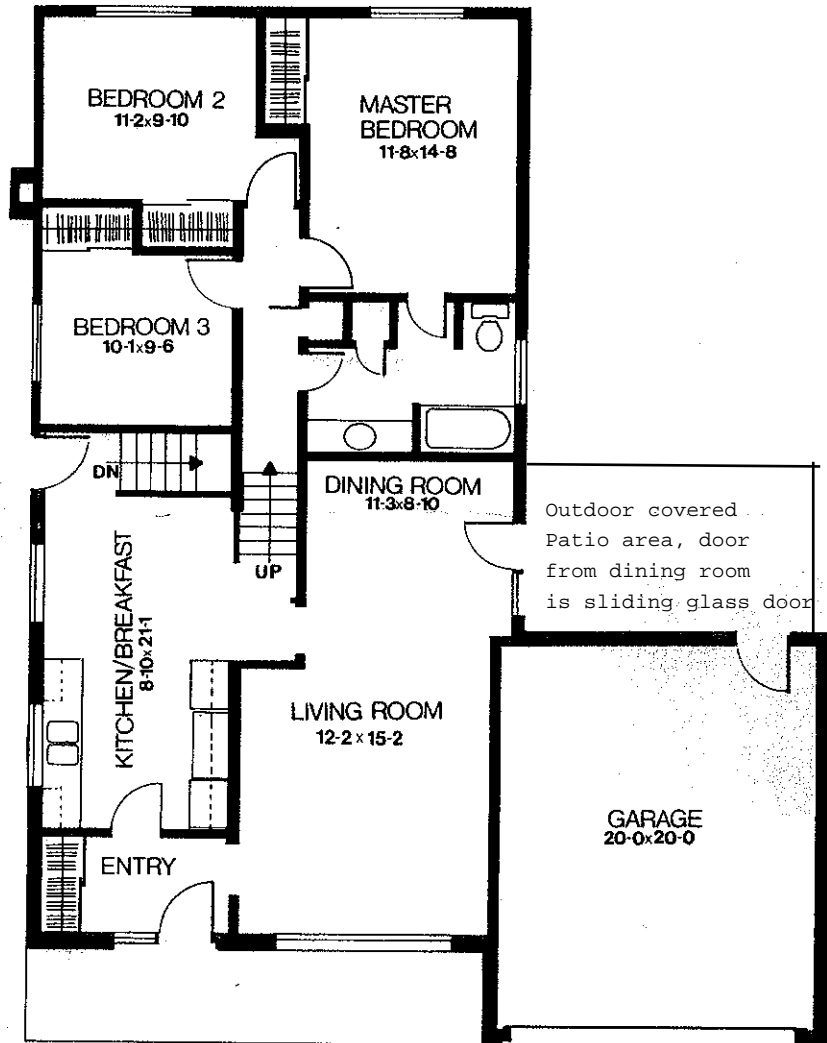 BEDROOM 2
11-2x9-10
MASTER
BEDROOM
11-8x14-8
BEDROOM 3
10-1x9-6
DN
UP
DINING ROOM
11-3x8-10
Outdoor covered
Patio area, door
from dining room
is sliding glass door
KITCHEN/BREAKFAST
8-10x21-1
LIVING ROOM
12-2 x 15-2
GARAGE
20-0x20-0
ENTRY